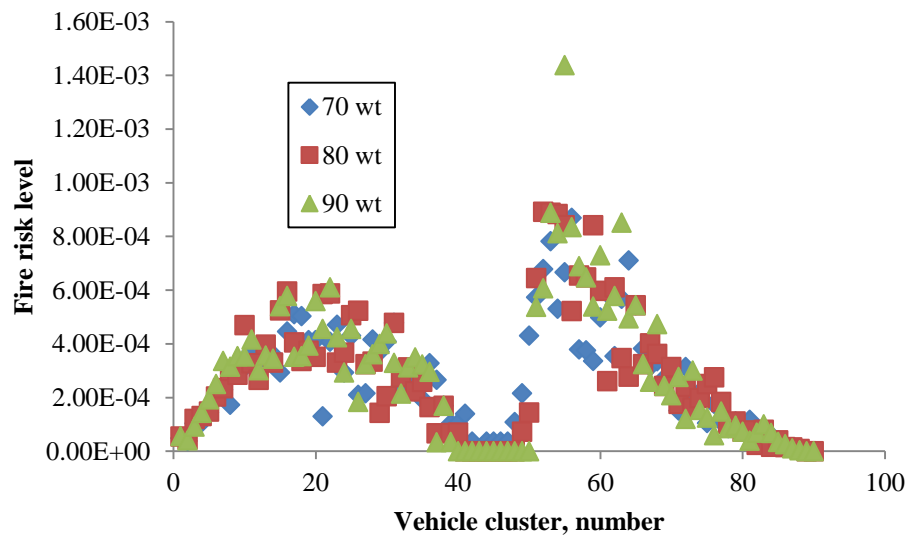 1.60E-03
1.40E-03
1.20E-03
1.00E-03
8.00E-04
6.00E-04
4.00E-04
2.00E-04
0.00E+00
Fire risk level
70 wt
80 wt
90 wt
0 20 40 60 80 100
Vehicle cluster, number